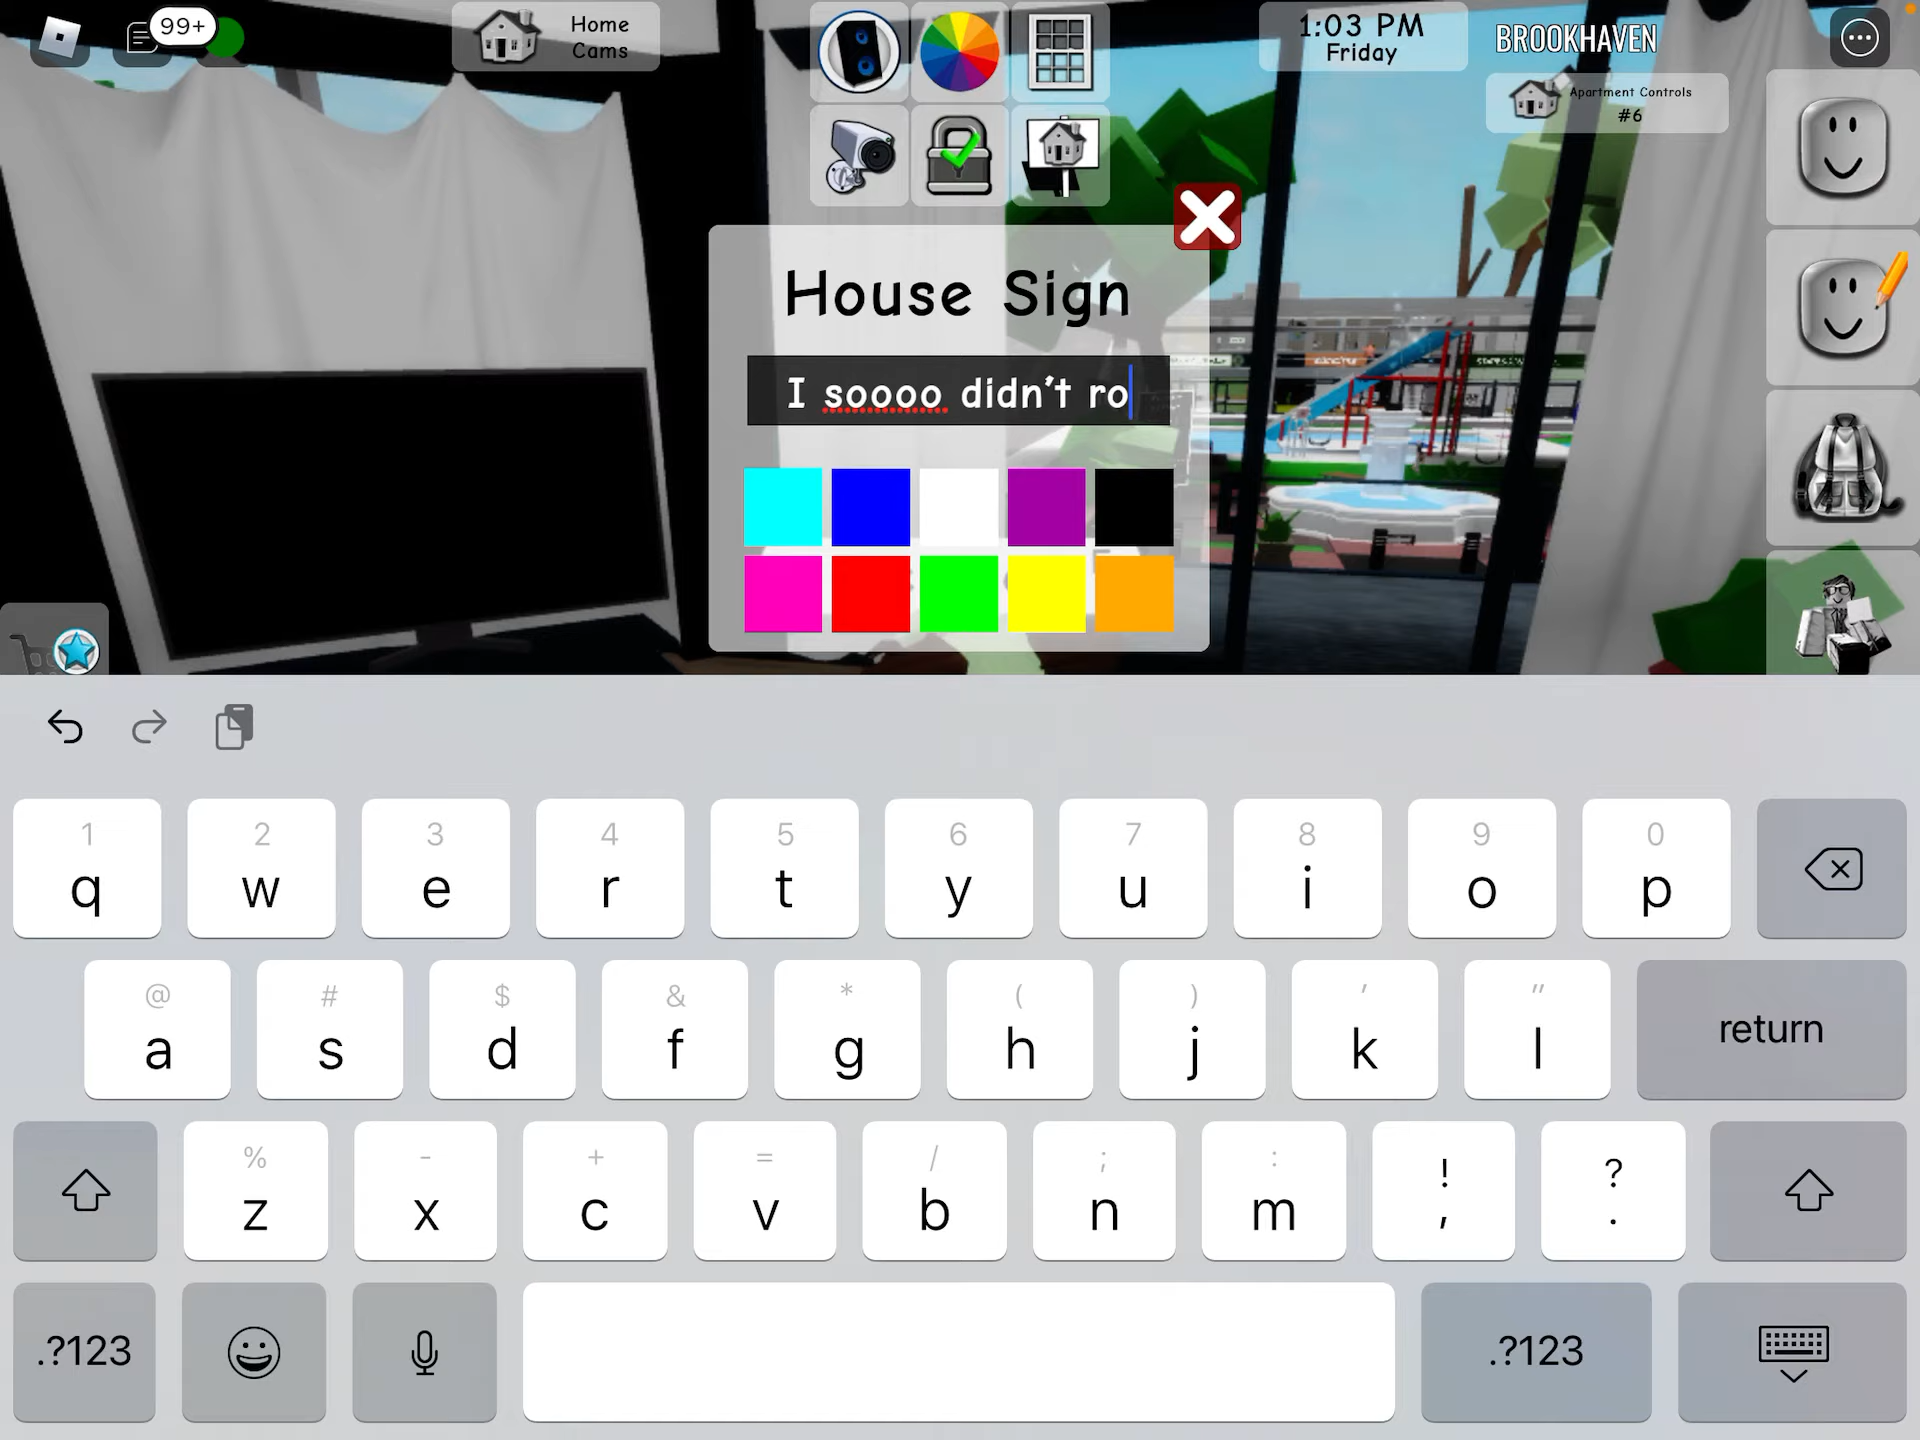 99+
Home
Cams
1:03 PM
Friday
BROOKHAVEN
Apartment Controls
#6
House Sign
I soooo didn't ro
1 2 3 4 5 6 7 8 9 0
q w e r t y u i o p
@ # $ & * ( ) ' "
a s d f g h j k l return
% - + = / ; : ! ?
z x c v b n m , .
.?123 .?123